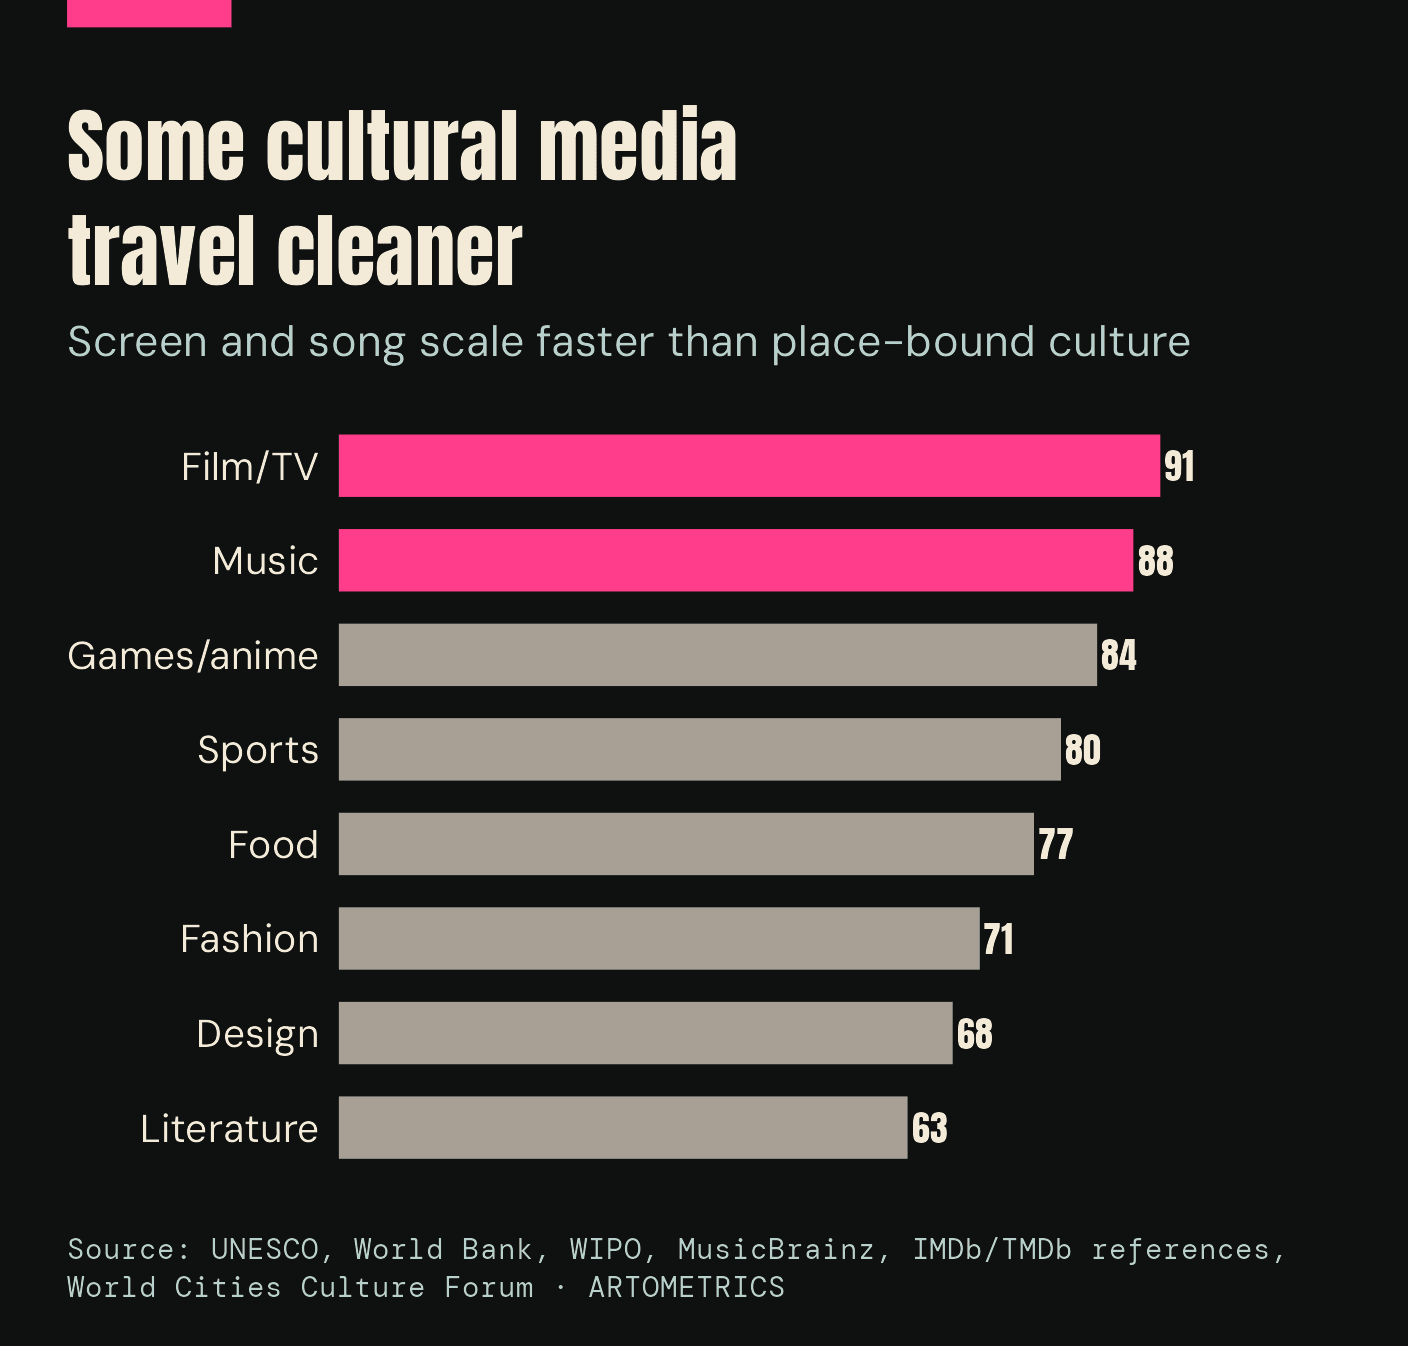 Some cultural media
travel cleaner
Screen and song scale faster than place-bound culture
Film/TV 91
Music 88
Games/anime 84
Sports 80
Food 77
Fashion 71
Design 68
Literature 63
Source: UNESCO, World Bank, WIPO, MusicBrainz, IMDb/TMDb references,
World Cities Culture Forum · ARTOMETRICS